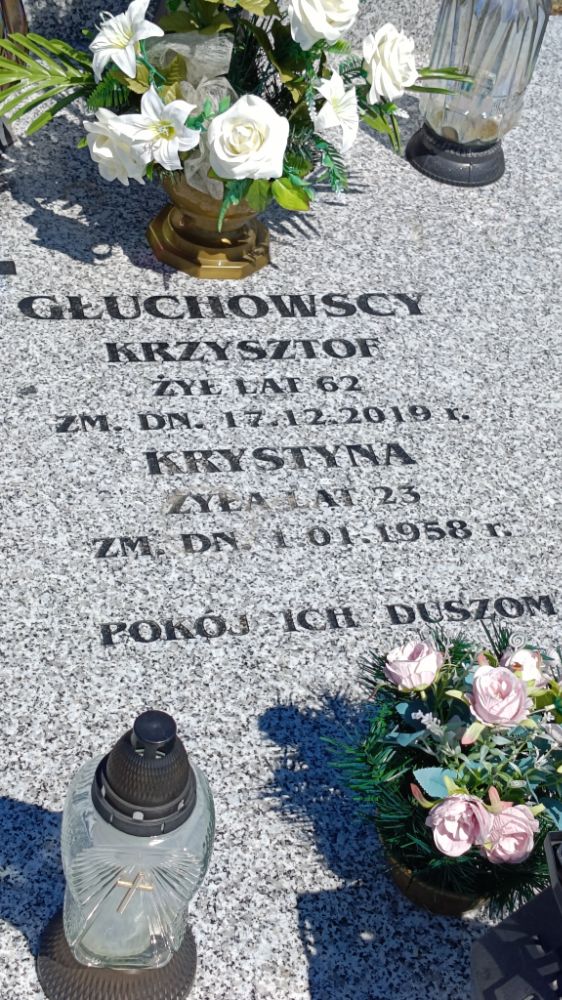 GŁUCHOWSCY
KRZYSZTOF
ŻYŁ LAT 62
ZM. DN. 17.12.2019 r.
KRYSTYNA
ŻYŁA LAT 23
ZM. DN. 1 01.1958 r.
POKÓJ ICH DUSZOM